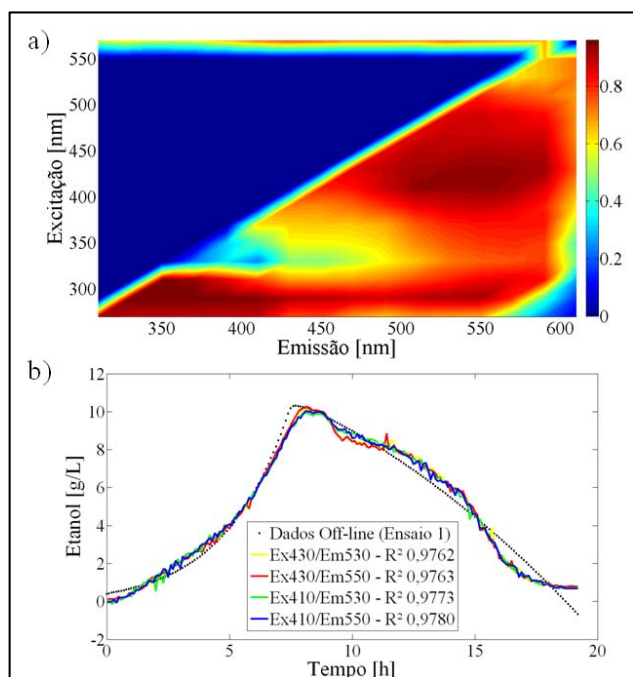 a)
Excitação [nm]
550
500
450
400
350
300
350 400 450 500 550 600
Emissão [nm]
0.8
0.6
0.4
0.2
0
b)
Etanol [g/L]
12
10
8
6
4
2
0
-2
Dados Off-line (Ensaio 1)
Ex430/Em530 - R² 0,9762
Ex430/Em550 - R² 0,9763
Ex410/Em530 - R² 0,9773
Ex410/Em550 - R² 0,9780
0 5 10 15 20
Tempo [h]